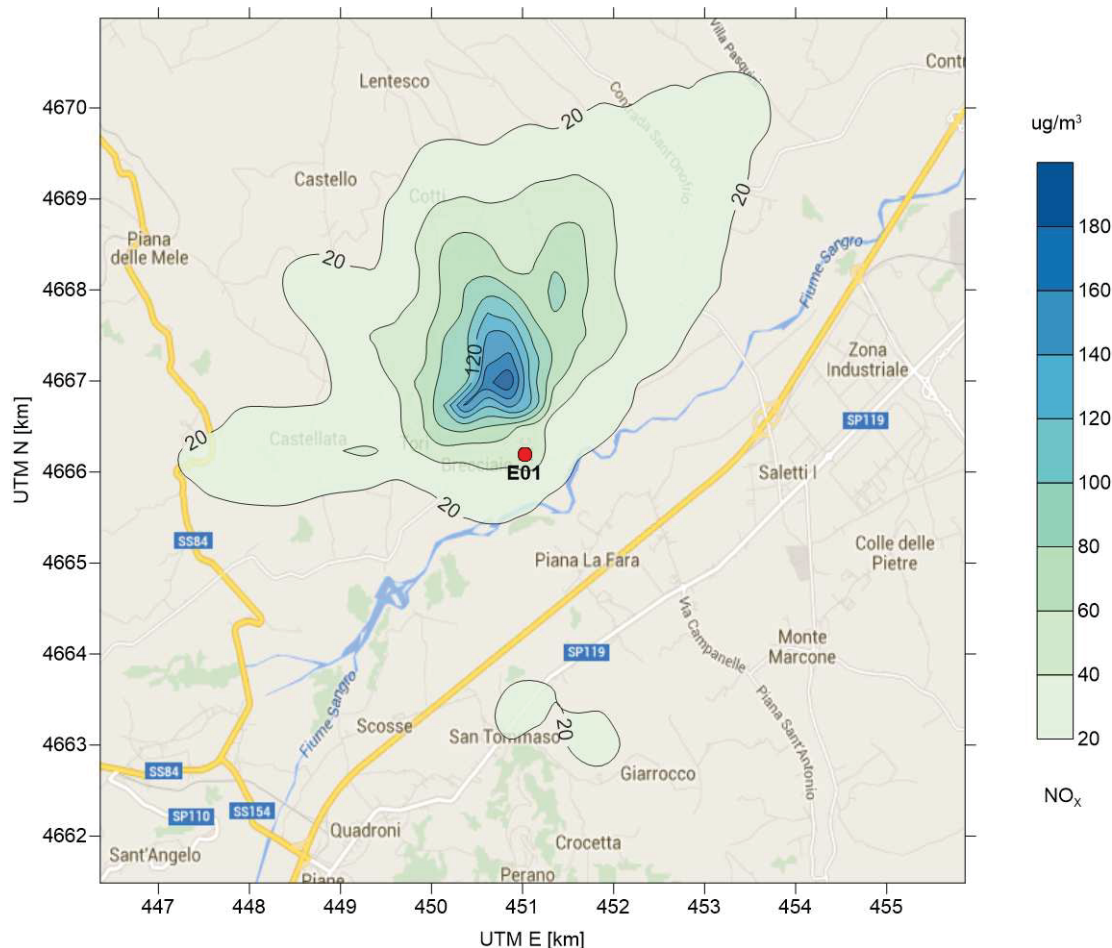 Villa Pasquini
Contr
Lentesco
Contrada Sant'Onofrio
20
4670
ug/m³
20
Castello
Cotti
4669
180
Piana
delle Mele
20
Fiume Sangro
160
4668
140
Zona
Industriale
120
4667
120
SP119
UTM N [km]
20
Castellata
Tori
Brecciaio
100
4666
E01
Saletti I
20
80
SS84
4665
Piana La Fara
Colle delle
Pietre
60
Via Campanelle
4664
SP119
Monte
Marcone
40
Fiume Sangro
Scosse
San Tommaso
20
Piana Sant'Antonio
20
4663
SS84
Giarrocco
NOx
SP110
SS154
4662
Quadroni
Crocetta
Sant'Angelo
Piane
Perano
447
448
449
450
451
452
453
454
455
UTM E [km]